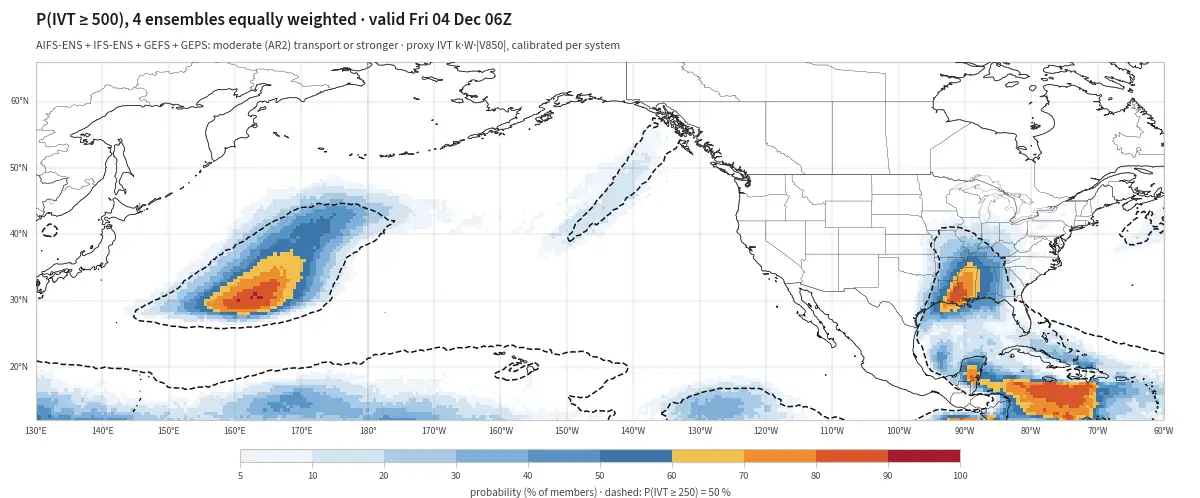 P(IVT ≥ 500), 4 ensembles equally weighted · valid Fri 04 Dec 06Z
AIFS-ENS + IFS-ENS + GEFS + GEPS: moderate (AR2) transport or stronger · proxy IVT k·W·|V850|, calibrated per system
60°N
50°N
40°N
30°N
20°N
130°E 140°E 150°E 160°E 170°E 180° 170°W 160°W 150°W 140°W 130°W 120°W 110°W 100°W 90°W 80°W 70°W 60°W
5 10 20 30 40 50 60 70 80 90 100
probability (% of members) · dashed: P(IVT ≥ 250) = 50 %